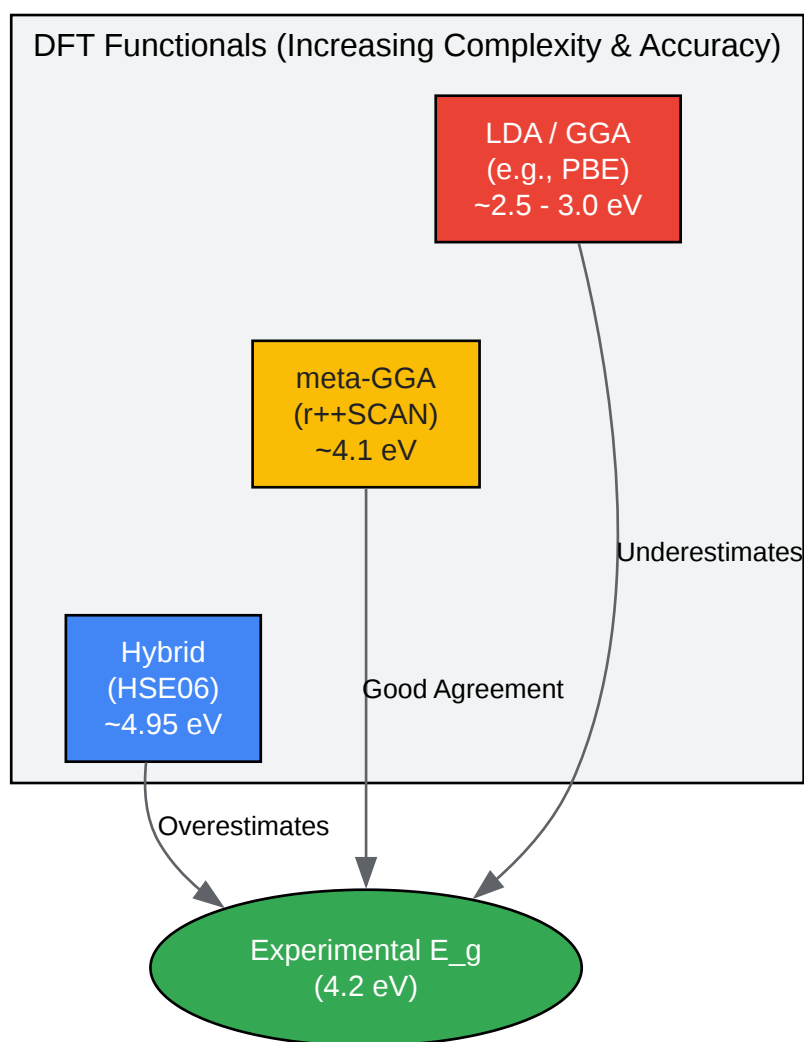 DFT Functionals (Increasing Complexity & Accuracy)
LDA / GGA
(e.g., PBE)
~2.5 - 3.0 eV
meta-GGA
(r++SCAN)
~4.1 eV
Underestimates
Hybrid
(HSE06)
~4.95 eV
Good Agreement
Overestimates
Experimental E_g
(4.2 eV)